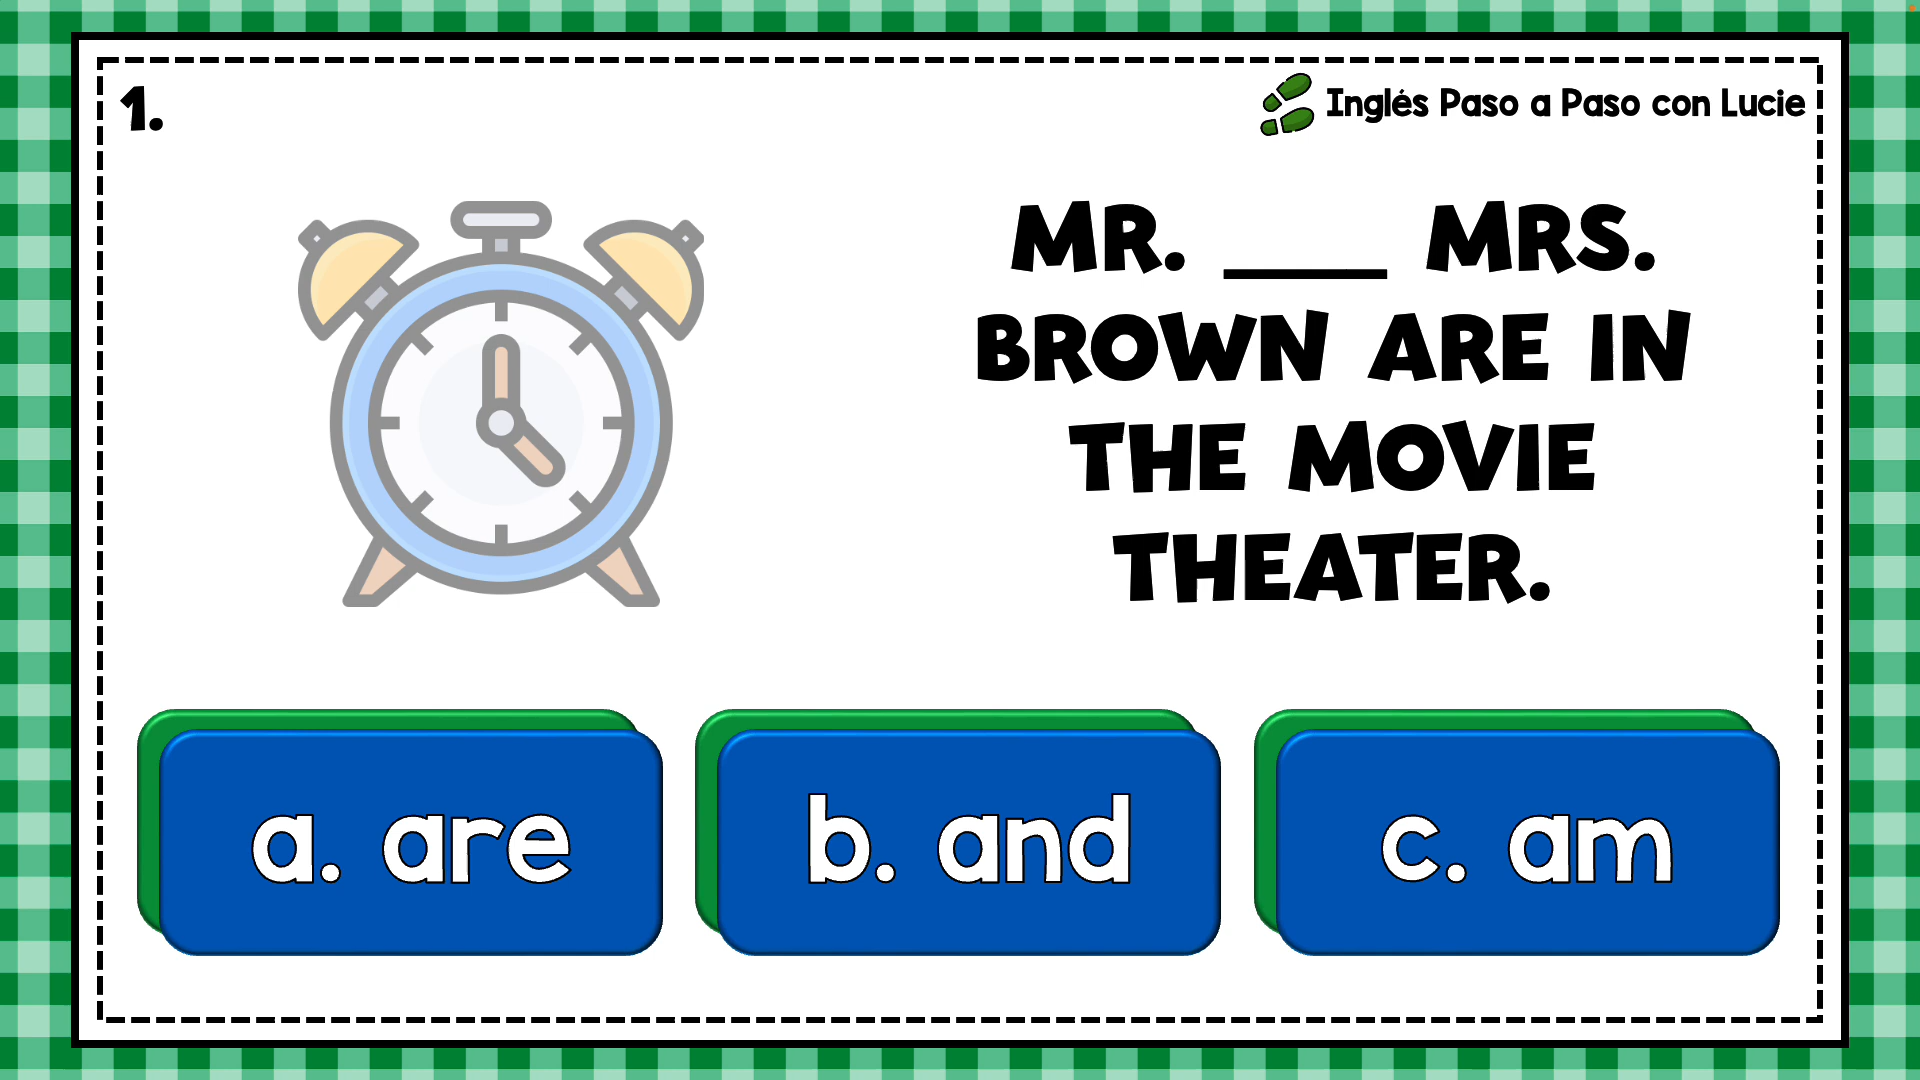 1.
Inglés Paso a Paso con Lucie
MR. ___ MRS.
BROWN ARE IN
THE MOVIE
THEATER.
a. are
b. and
c. am